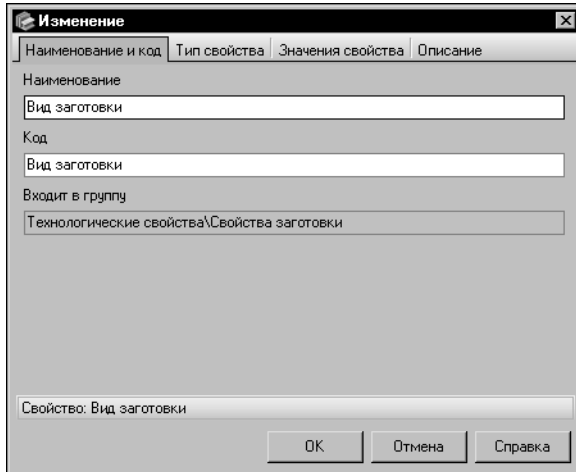 Изменение
Наименование и код Тип свойства Значения свойства Описание
Наименование
Вид заготовки
Код
Вид заготовки
Входит в группу
Технологические свойства\Свойства заготовки
Свойство: Вид заготовки
OK Отмена Справка